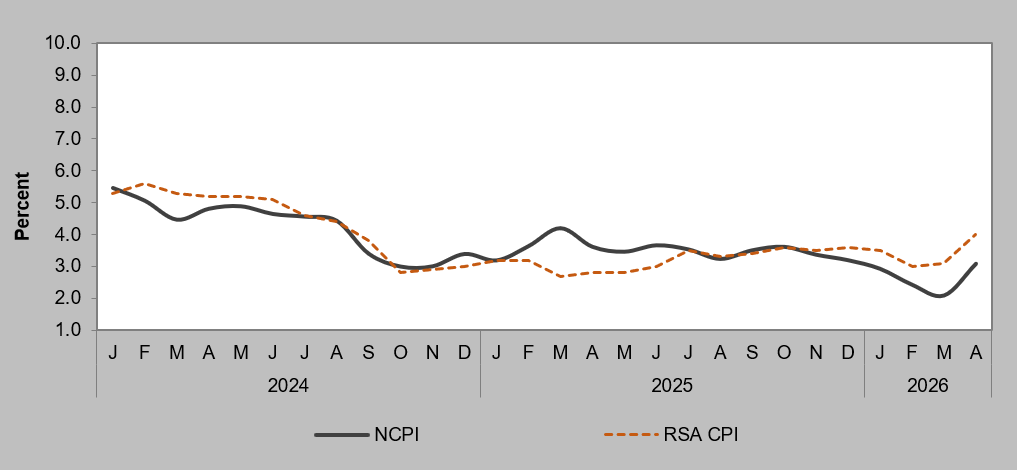 10.0
9.0
8.0
7.0
6.0
5.0
4.0
3.0
2.0
1.0
Percent
J F M A M J J A S O N D J F M A M J J A S O N D J F M A
2024 2025 2026
NCPI RSA CPI